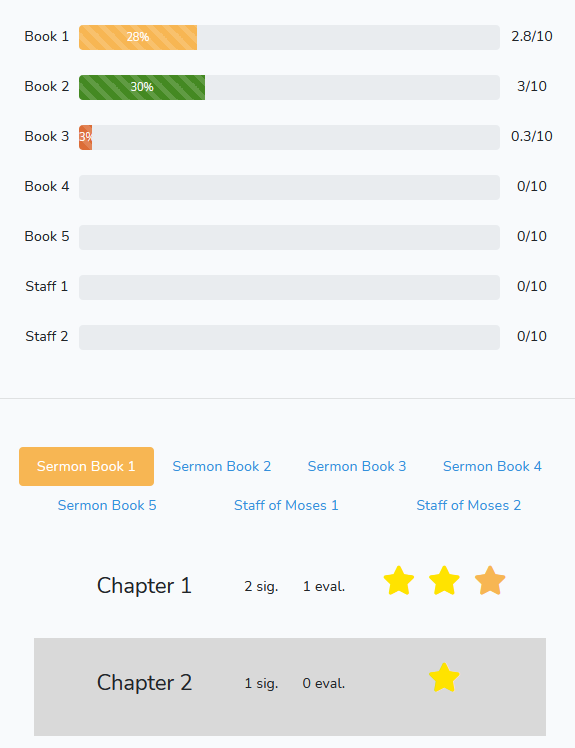 Book 1 28% 2.8/10
Book 2 30% 3/10
Book 3 3% 0.3/10
Book 4 0/10
Book 5 0/10
Staff 1 0/10
Staff 2 0/10
Sermon Book 1 Sermon Book 2 Sermon Book 3 Sermon Book 4
Sermon Book 5 Staff of Moses 1 Staff of Moses 2
Chapter 1 2 sig. 1 eval.
Chapter 2 1 sig. 0 eval.